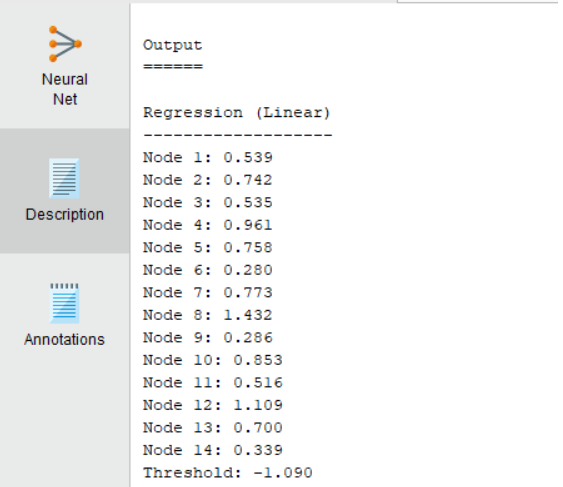 Neural
Net
Description
Annotations
Output
======
Regression (Linear)
-------------------
Node 1: 0.539
Node 2: 0.742
Node 3: 0.535
Node 4: 0.961
Node 5: 0.758
Node 6: 0.280
Node 7: 0.773
Node 8: 1.432
Node 9: 0.286
Node 10: 0.853
Node 11: 0.516
Node 12: 1.109
Node 13: 0.700
Node 14: 0.339
Threshold: -1.090